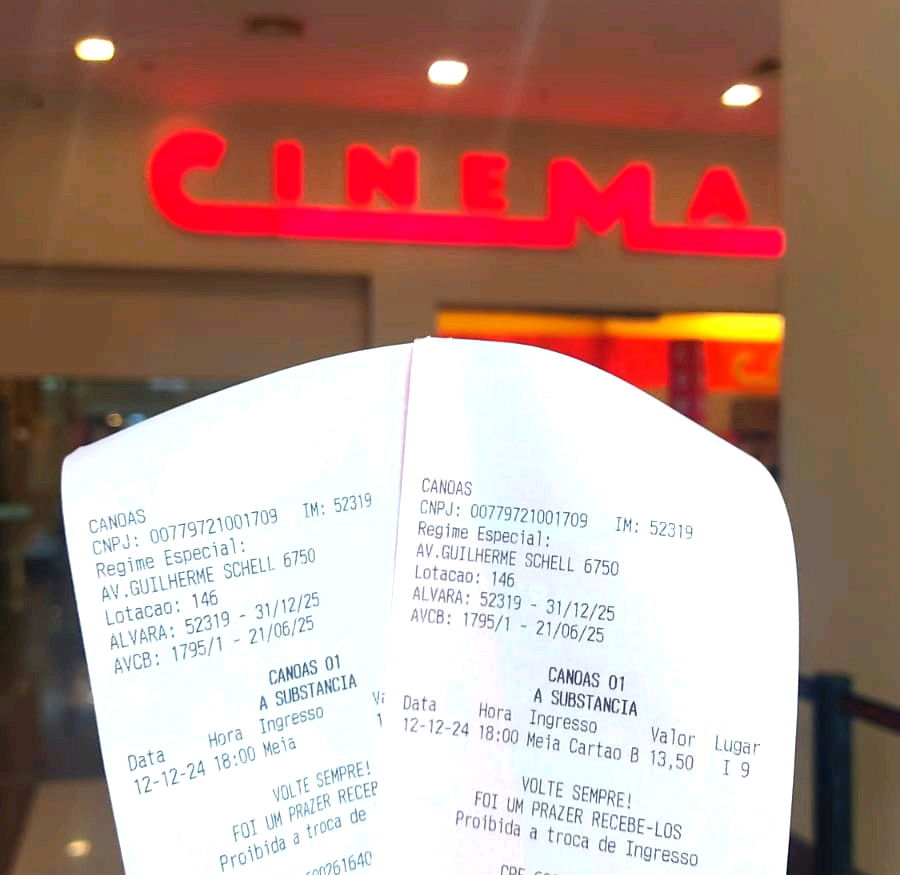 CINEMA
CANOAS
CNPJ: 00779721001709 IM: 52319
Regime Especial:
AV.GUILHERME SCHELL 6750
Lotacao: 146
ALVARA: 52319 - 31/12/25
AVCB: 1795/1 - 21/06/25
CANOAS 01
A SUBSTANCIA
Data Hora Ingresso
12-12-24 18:00 Meia
VOLTE SEMPRE!
FOI UM PRAZER RECEB
Proibida a troca de
CANOAS
CNPJ: 00779721001709 IM: 52319
Regime Especial:
AV.GUILHERME SCHELL 6750
Lotacao: 146
ALVARA: 52319 - 31/12/25
AVCB: 1795/1 - 21/06/25
CANOAS 01
A SUBSTANCIA
Data Hora Ingresso Valor Lugar
12-12-24 18:00 Meia Cartao B 13,50 I 9
VOLTE SEMPRE!
FOI UM PRAZER RECEBE-LOS
Proibida a troca de Ingresso